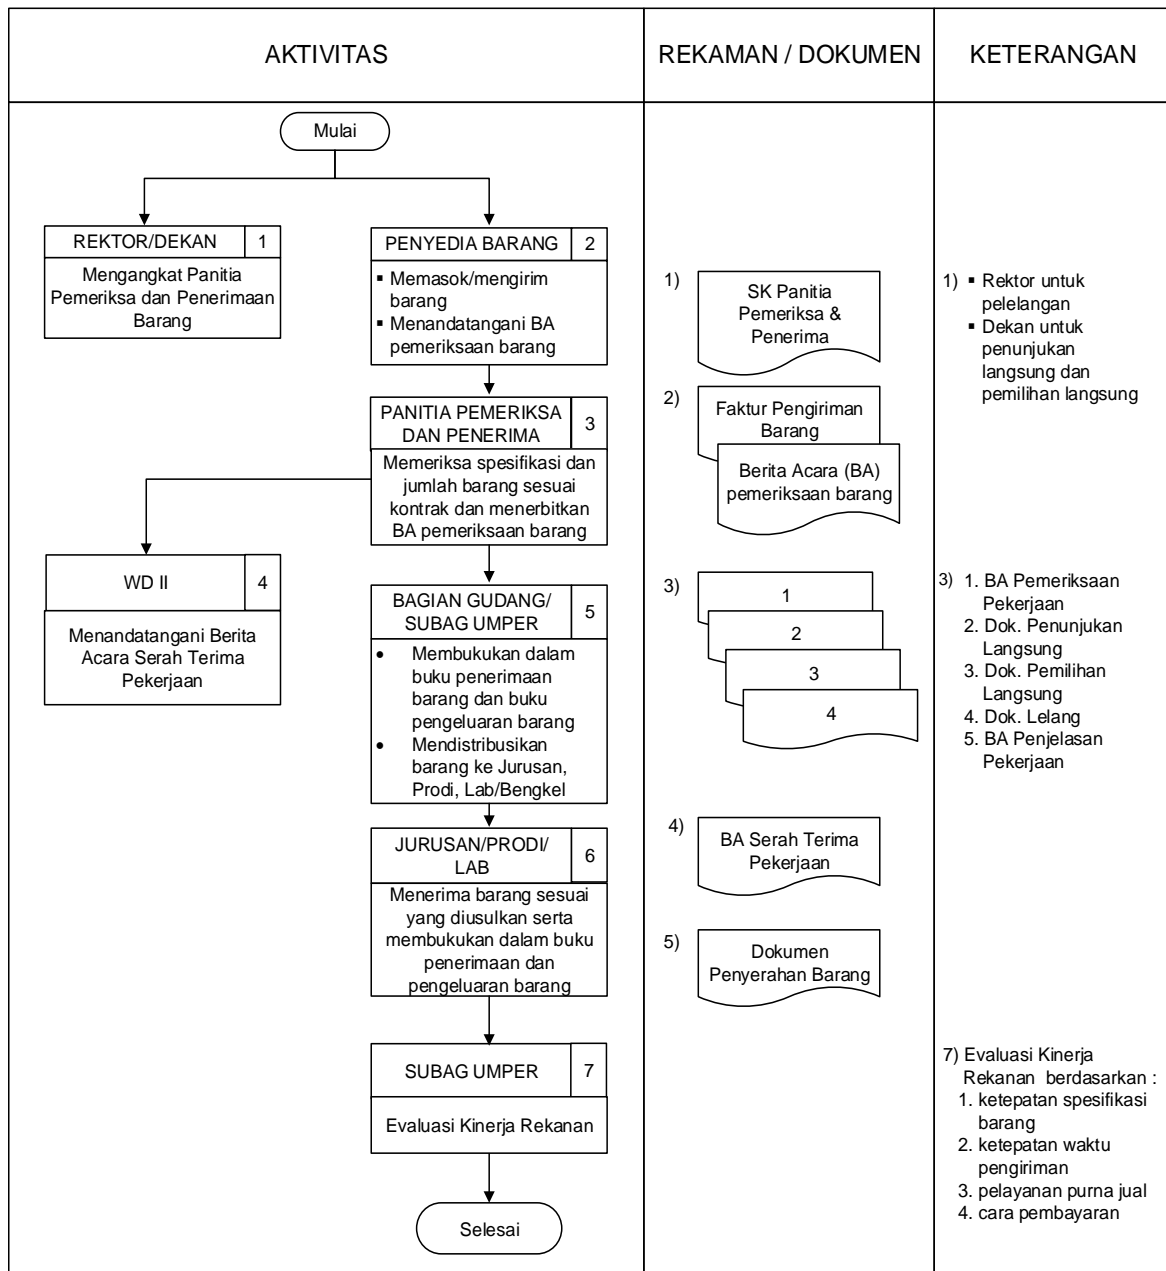 AKTIVITAS
REKAMAN / DOKUMEN
KETERANGAN
Mulai
REKTOR/DEKAN
1
Mengangkat Panitia
Pemeriksa dan Penerimaan
Barang
PENYEDIA BARANG
2
▪ Memasok/mengirim
barang
▪ Menandatangani BA
pemeriksaan barang
PANITIA PEMERIKSA
DAN PENERIMA
3
Memeriksa spesifikasi dan
jumlah barang sesuai
kontrak dan menerbitkan
BA pemeriksaan barang
WD II
4
Menandatangani Berita
Acara Serah Terima
Pekerjaan
BAGIAN GUDANG/
SUBAG UMPER
5
• Membukukan dalam
buku penerimaan
barang dan buku
pengeluaran barang
• Mendistribusikan
barang ke Jurusan,
Prodi, Lab/Bengkel
JURUSAN/PRODI/
LAB
6
Menerima barang sesuai
yang diusulkan serta
membukukan dalam buku
penerimaan dan
pengeluaran barang
SUBAG UMPER
7
Evaluasi Kinerja Rekanan
Selesai
1)
SK Panitia
Pemeriksa &
Penerima
2)
Faktur Pengiriman
Barang
Berita Acara (BA)
pemeriksaan barang
3)
1
2
3
4
4)
BA Serah Terima
Pekerjaan
5)
Dokumen
Penyerahan Barang
1) ▪ Rektor untuk
pelelangan
▪ Dekan untuk
penunjukan
langsung dan
pemilihan langsung
3) 1. BA Pemeriksaan
Pekerjaan
2. Dok. Penunjukan
Langsung
3. Dok. Pemilihan
Langsung
4. Dok. Lelang
5. BA Penjelasan
Pekerjaan
7) Evaluasi Kinerja
Rekanan berdasarkan :
1. ketepatan spesifikasi
barang
2. ketepatan waktu
pengiriman
3. pelayanan purna jual
4. cara pembayaran